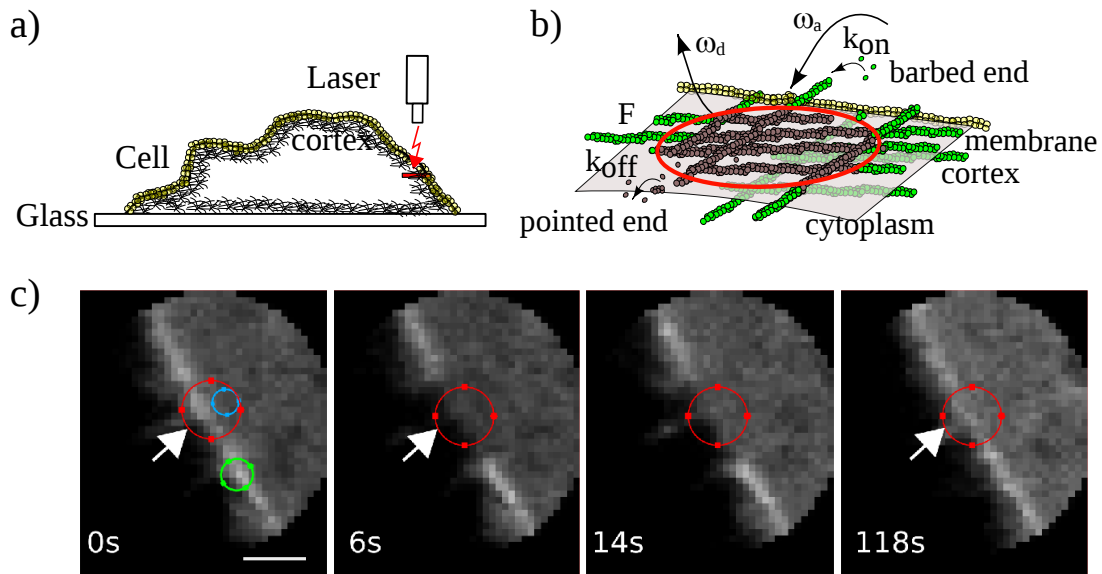 a)
Laser
cortex
Cell
Glass
b)
ω_d
ω_a
k_on
barbed end
F
membrane
k_off
cortex
pointed end
cytoplasm
c)
0s
6s
14s
118s